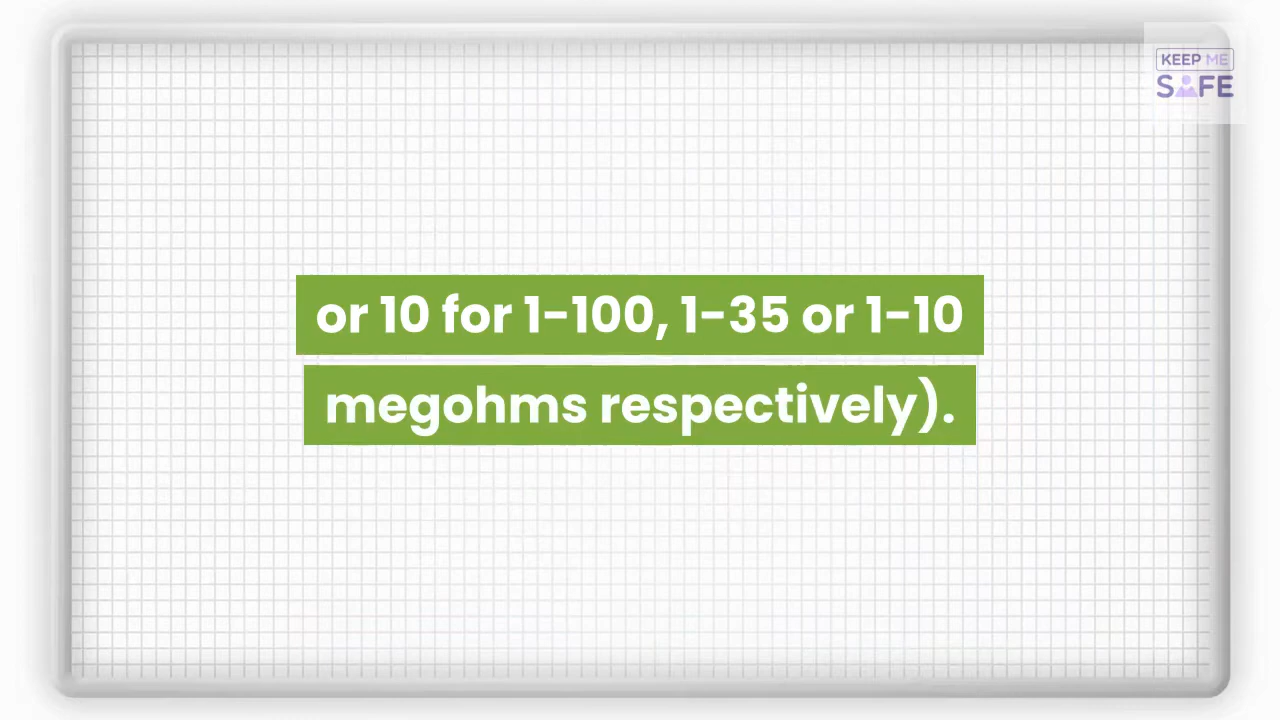 KEEP ME
SAFE
or 10 for 1-100, 1-35 or 1-10
megohms respectively).